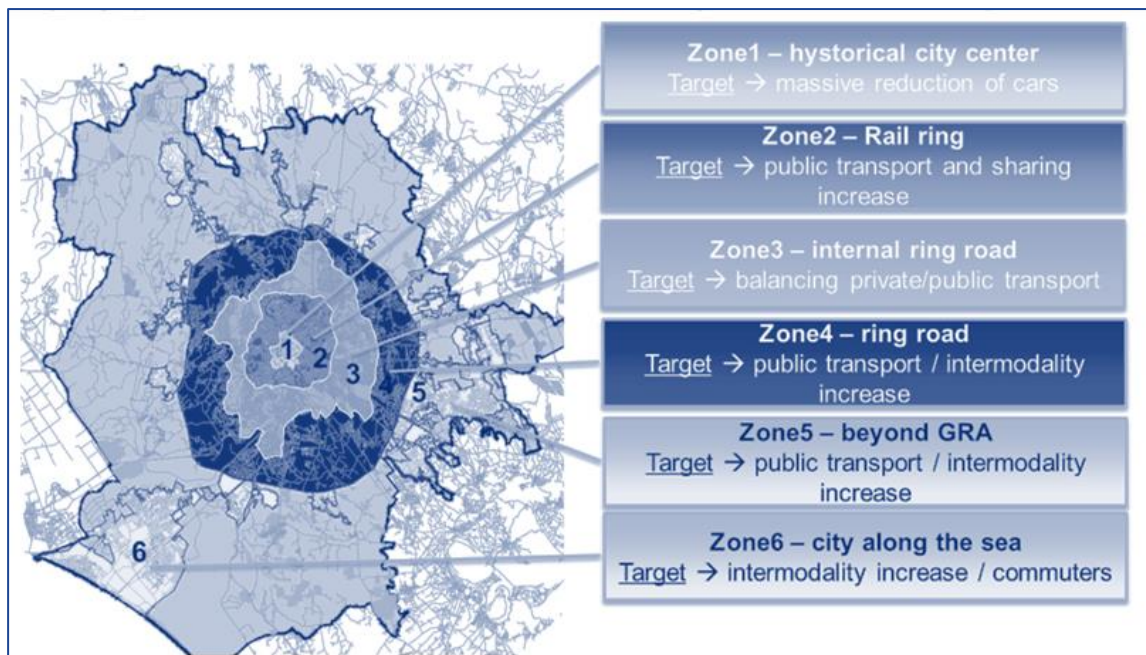 Zone1 – hystorical city center
Target → massive reduction of cars
Zone2 – Rail ring
Target → public transport and sharing
increase
Zone3 – internal ring road
Target → balancing private/public transport
Zone4 – ring road
Target → public transport / intermodality
increase
Zone5 – beyond GRA
Target → public transport / intermodality
increase
Zone6 – city along the sea
Target → intermodality increase / commuters
1
2
3
4
5
6